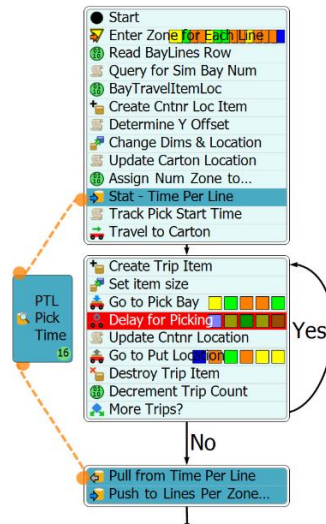 Start
Enter Zone for Each Line
Read BayLines Row
Query for Sim Bay Num
BayTravelItemLoc
Create Cntnr Loc Item
Determine Y Offset
Change Dims & Location
Update Carton Location
Assign Num Zone to...
Stat - Time Per Line
Track Pick Start Time
Travel to Carton
Create Trip Item
Set item size
Go to Pick Bay
Delay for Picking
Update Cntnr Location
Go to Put Location
Destroy Trip Item
Decrement Trip Count
More Trips?
Yes
PTL
Pick
Time
16
No
Pull from Time Per Line
Push to Lines Per Zone...